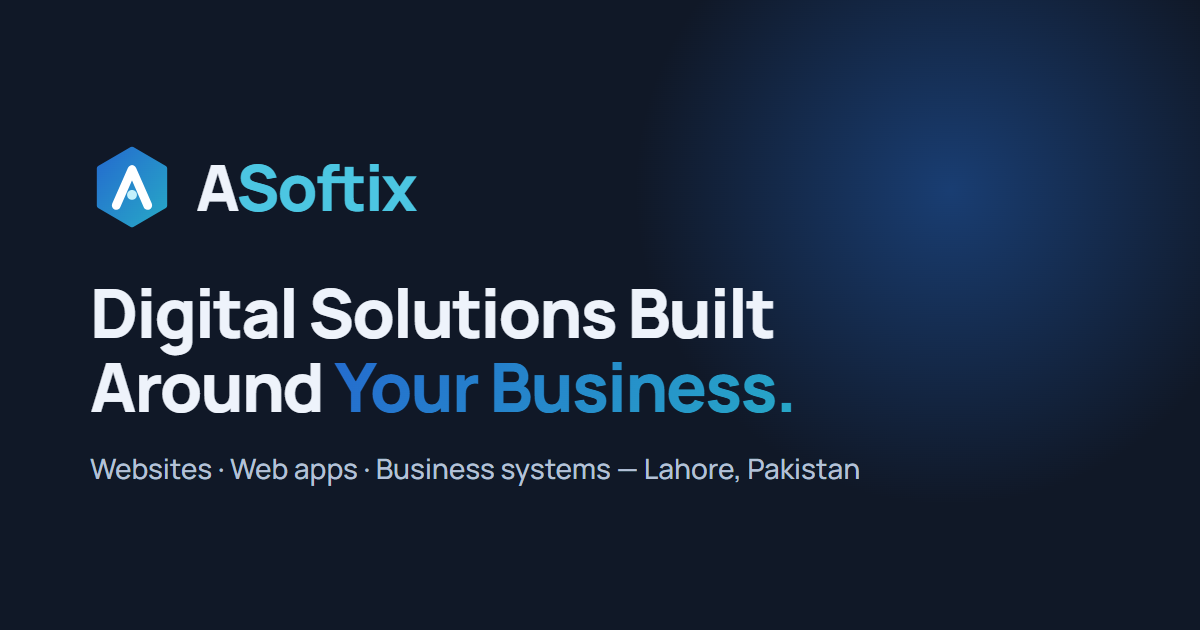 ASoftix
Digital Solutions Built
Around Your Business.
Websites · Web apps · Business systems — Lahore, Pakistan